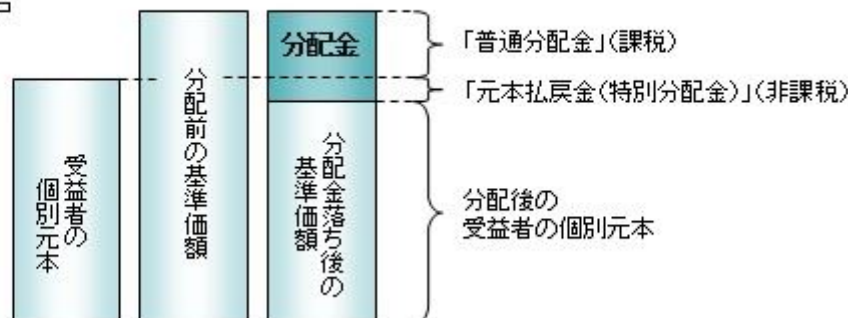 分配金
「普通分配金」(課税)
「元本払戻金(特別分配金)」(非課税)
受益者の
個別元本
分配前の基準価額
分配金落ち後の
基準価額
分配後の
受益者の個別元本